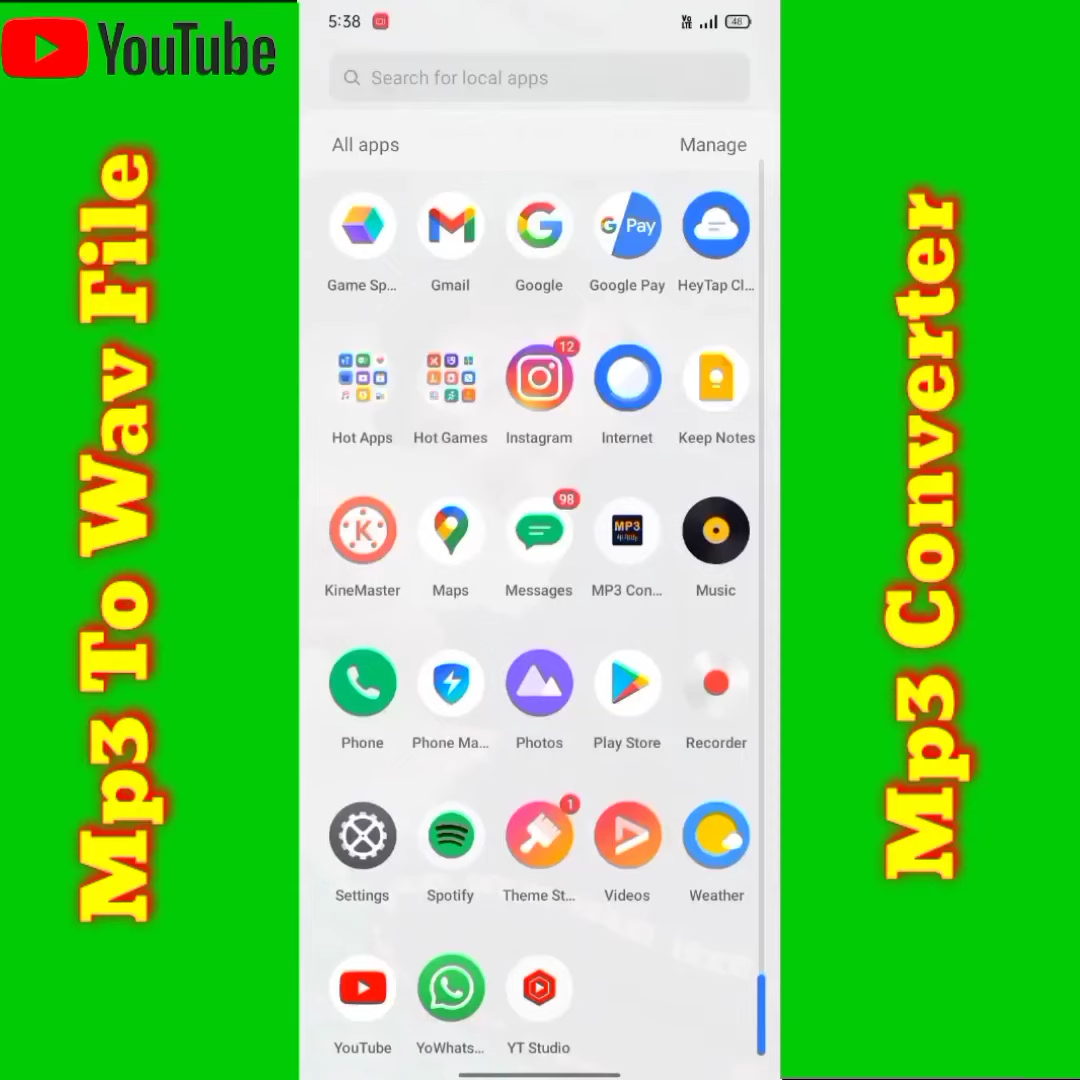 YouTube
5:38
Vo LTE
48
Search for local apps
All apps
Manage
Game Sp...
Gmail
Google
G Pay
Google Pay
HeyTap Cl...
12
Hot Apps
Hot Games
Instagram
Internet
Keep Notes
98
K
MP3
KineMaster
Maps
Messages
MP3 Con...
Music
Phone
Phone Ma...
Photos
Play Store
Recorder
1
Settings
Spotify
Theme St...
Videos
Weather
YouTube
YoWhats...
YT Studio
Mp3 To Wav File
Mp3 Converter